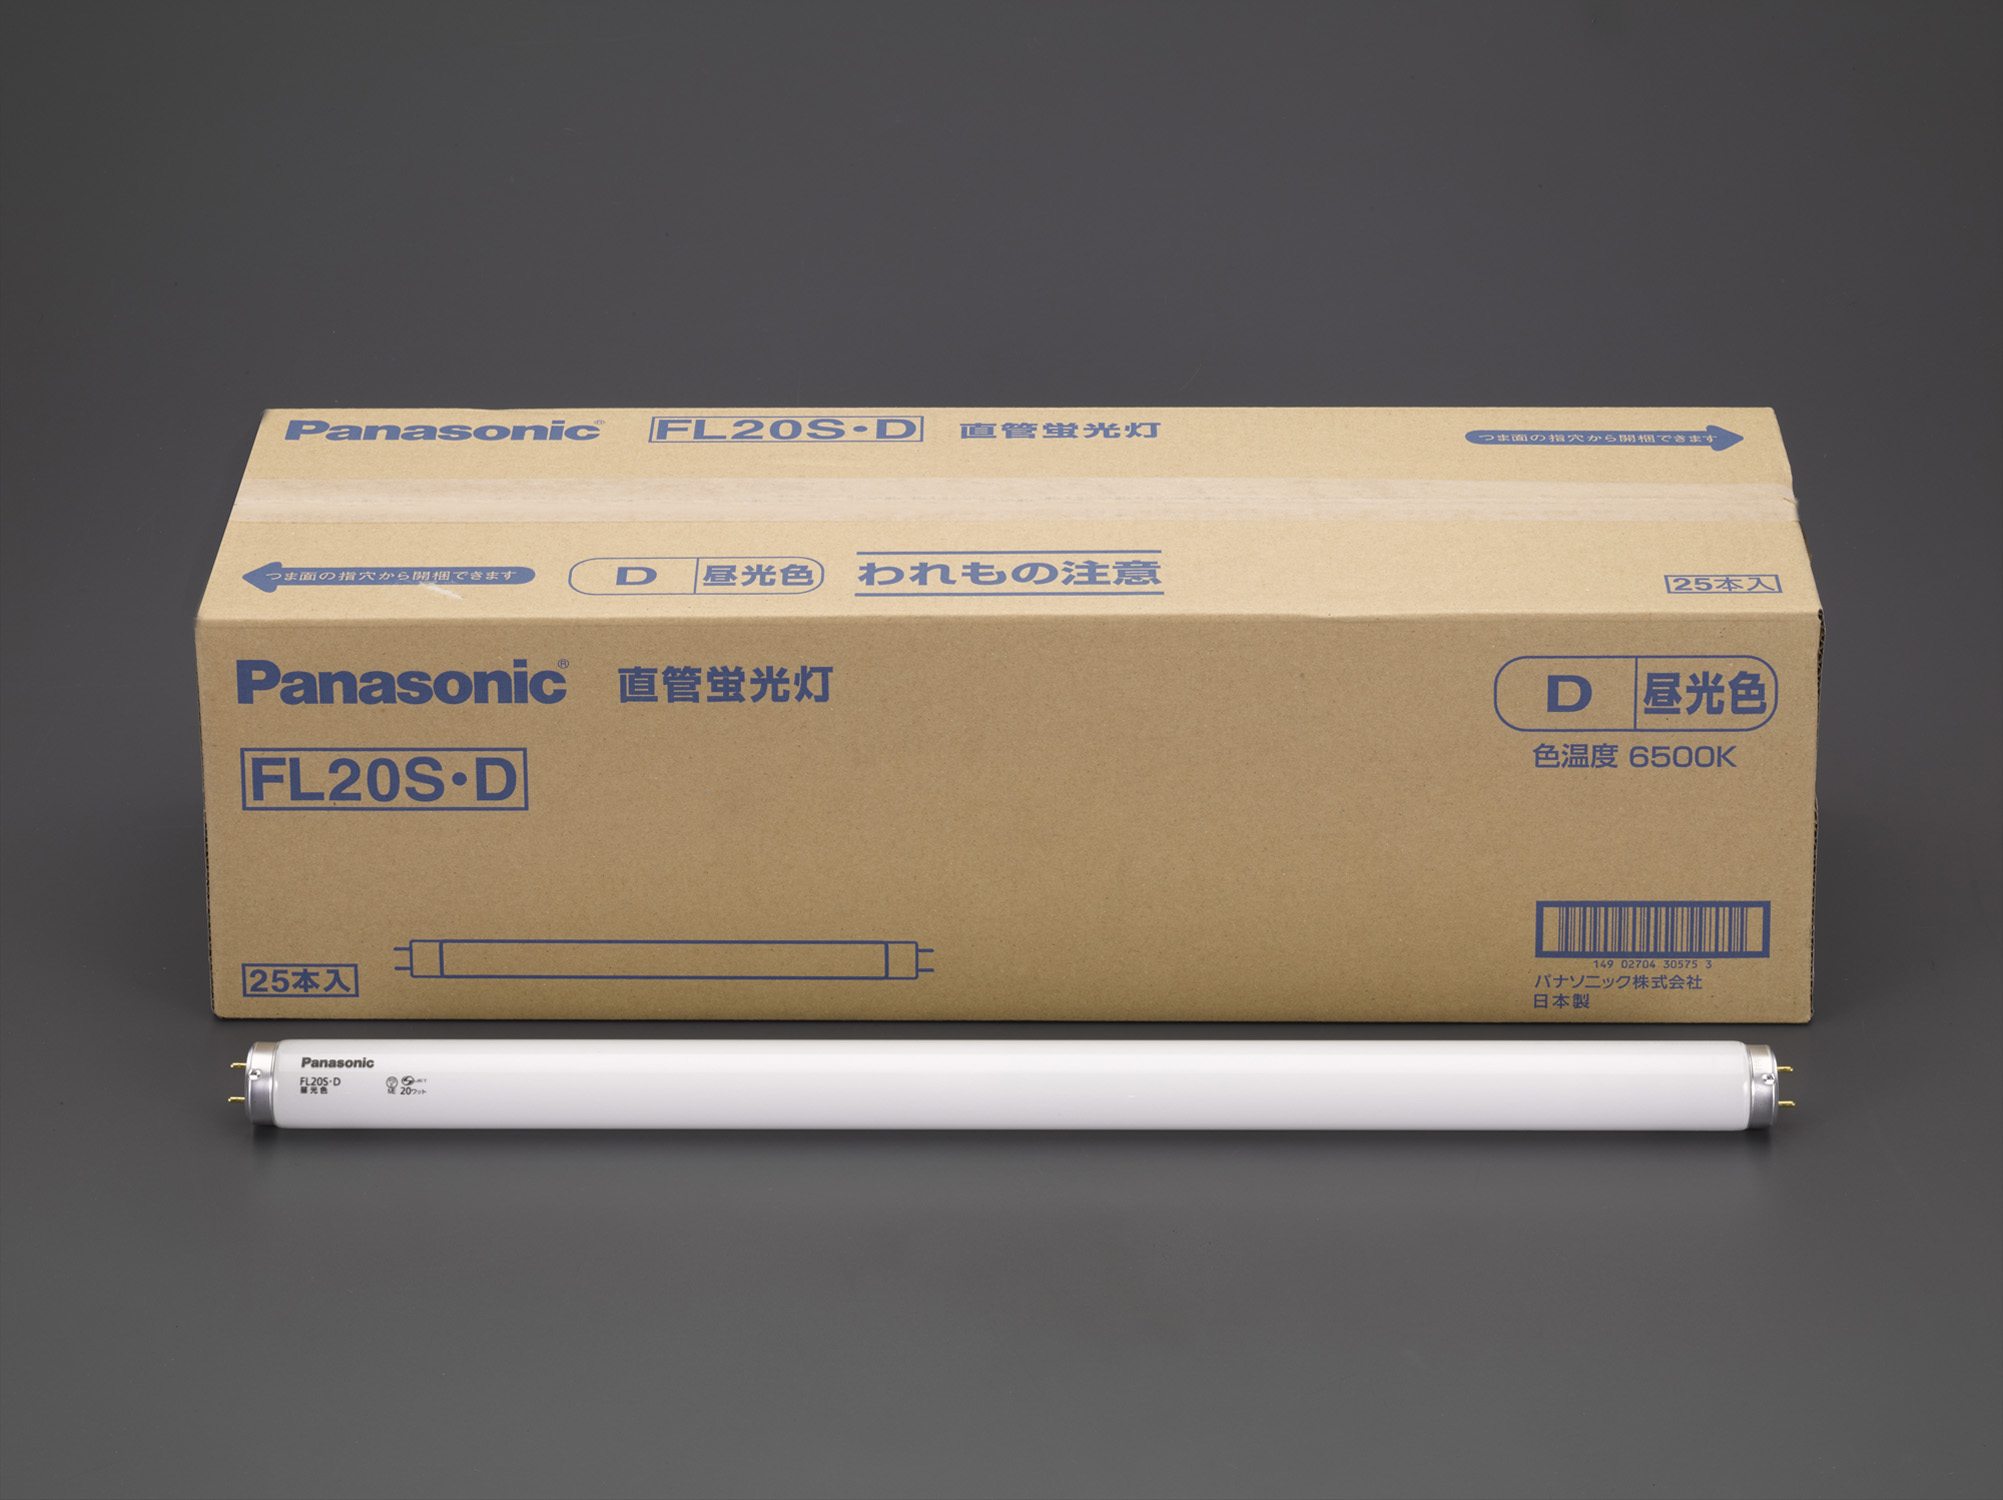 Panasonic® FL20S・D 直管蛍光灯 つま面の指穴から開梱できます
つま面の指穴から開梱できます D 昼光色 われもの注意 25本入
Panasonic® 直管蛍光灯 D 昼光色
FL20S・D 色温度 6500K
25本入
149 02704 30575 3
パナソニック株式会社
日本製
Panasonic
FL20S・D
昼光色 20ワット